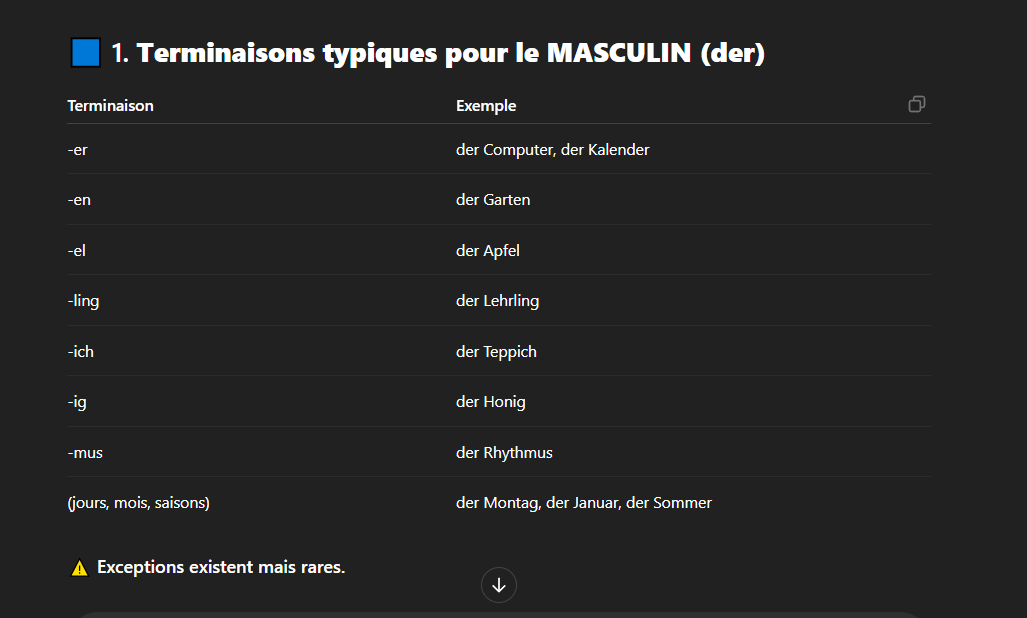 1. Terminaisons typiques pour le MASCULIN (der)
Terminaison Exemple
-er der Computer, der Kalender
-en der Garten
-el der Apfel
-ling der Lehrling
-ich der Teppich
-ig der Honig
-mus der Rhythmus
(jours, mois, saisons) der Montag, der Januar, der Sommer
⚠️ Exceptions existent mais rares.